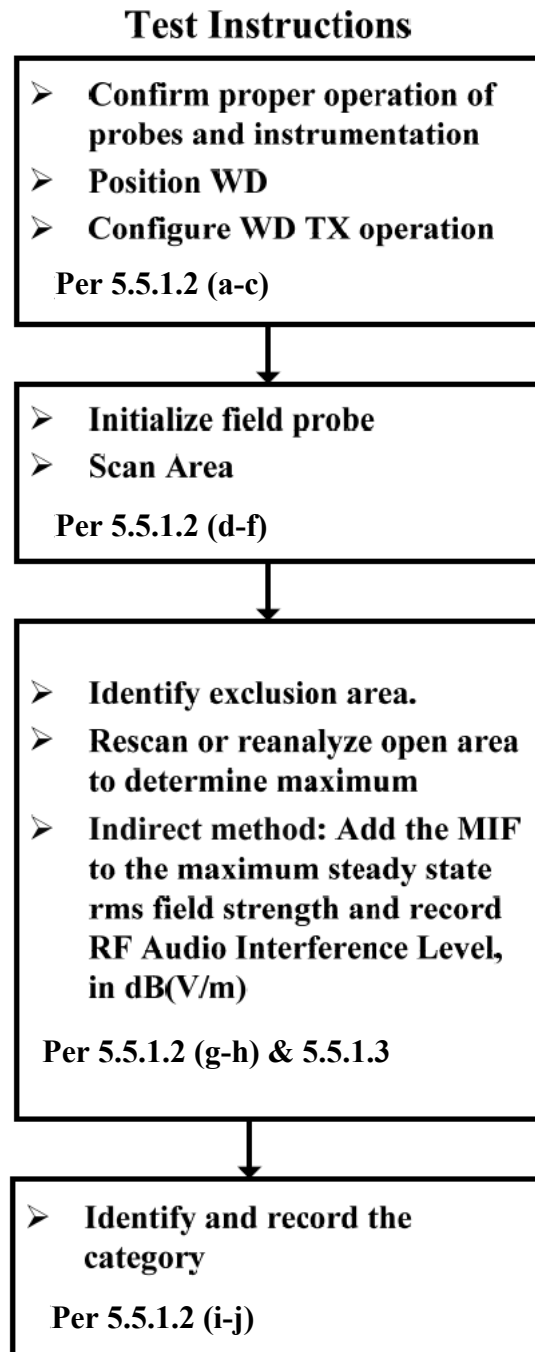 Test Instructions
➢ Confirm proper operation of
probes and instrumentation
➢ Position WD
➢ Configure WD TX operation
Per 5.5.1.2 (a-c)
➢ Initialize field probe
➢ Scan Area
Per 5.5.1.2 (d-f)
➢ Identify exclusion area.
➢ Rescan or reanalyze open area
to determine maximum
➢ Indirect method: Add the MIF
to the maximum steady state
rms field strength and record
RF Audio Interference Level,
in dB(V/m)
Per 5.5.1.2 (g-h) & 5.5.1.3
➢ Identify and record the
category
Per 5.5.1.2 (i-j)